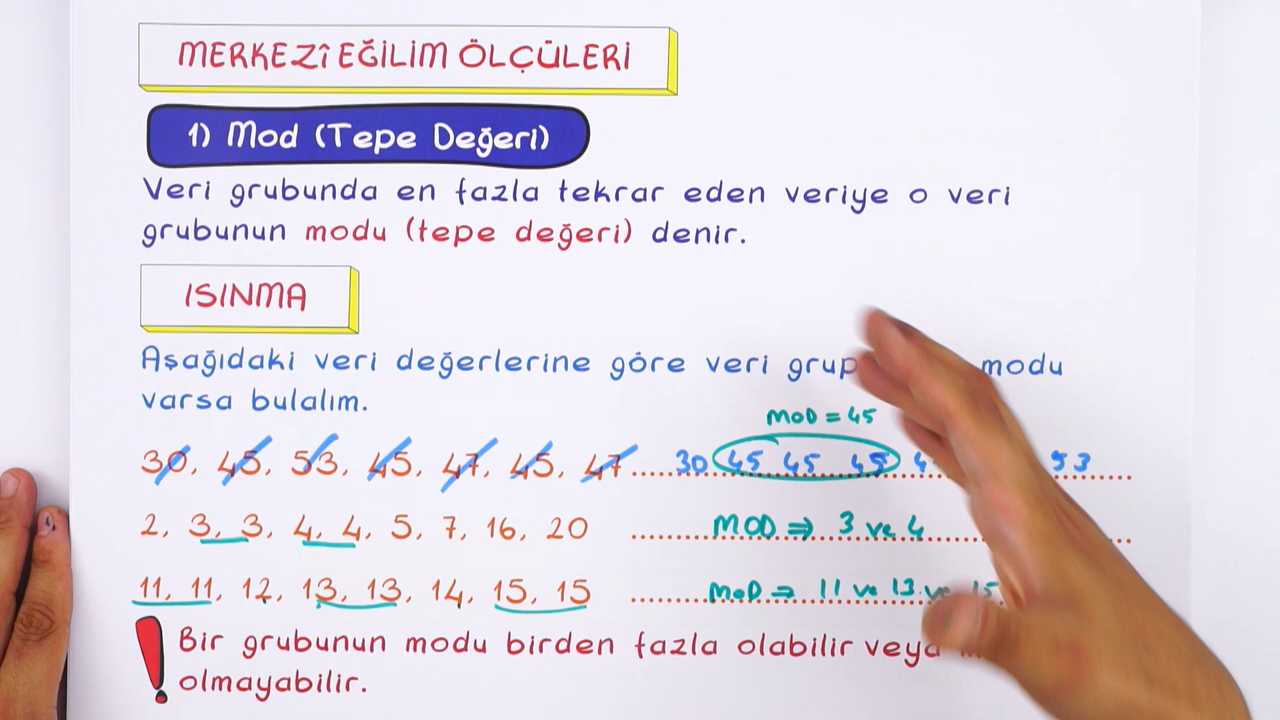 MERKEZÎ EĞİLİM ÖLÇÜLERİ
1) Mod (Tepe Değeri)
Veri grubunda en fazla tekrar eden veriye o veri
grubunun modu (tepe değeri) denir.
ISINMA
Aşağıdaki veri değerlerine göre veri grup modu
varsa bulalım.
MOD = 45
30, 45, 53, 45, 47, 45, 47 ..... 30 45 45 45 4 53
2, 3, 3, 4, 4, 5, 7, 16, 20 ..... MOD ⇒ 3 ve 4
11, 11, 12, 13, 13, 14, 15, 15 ..... MOD ⇒ 11 ve 13 ve 15
Bir grubunun modu birden fazla olabilir veya
olmayabilir.